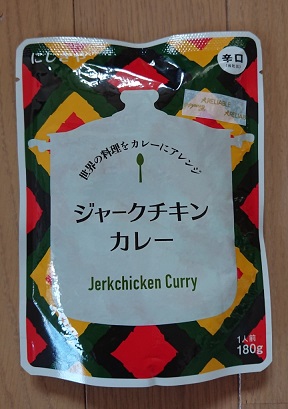 辛口
世界の料理をカレーにアレンジ
ジャークチキン
カレー
Jerkchicken Curry
1人前
180g